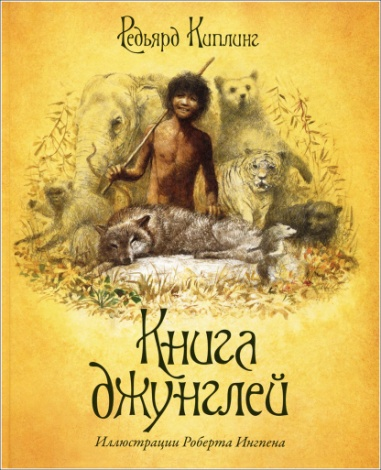 Редьярд Киплинг
Книга
джунглей
Иллюстрации Роберта Ингпена